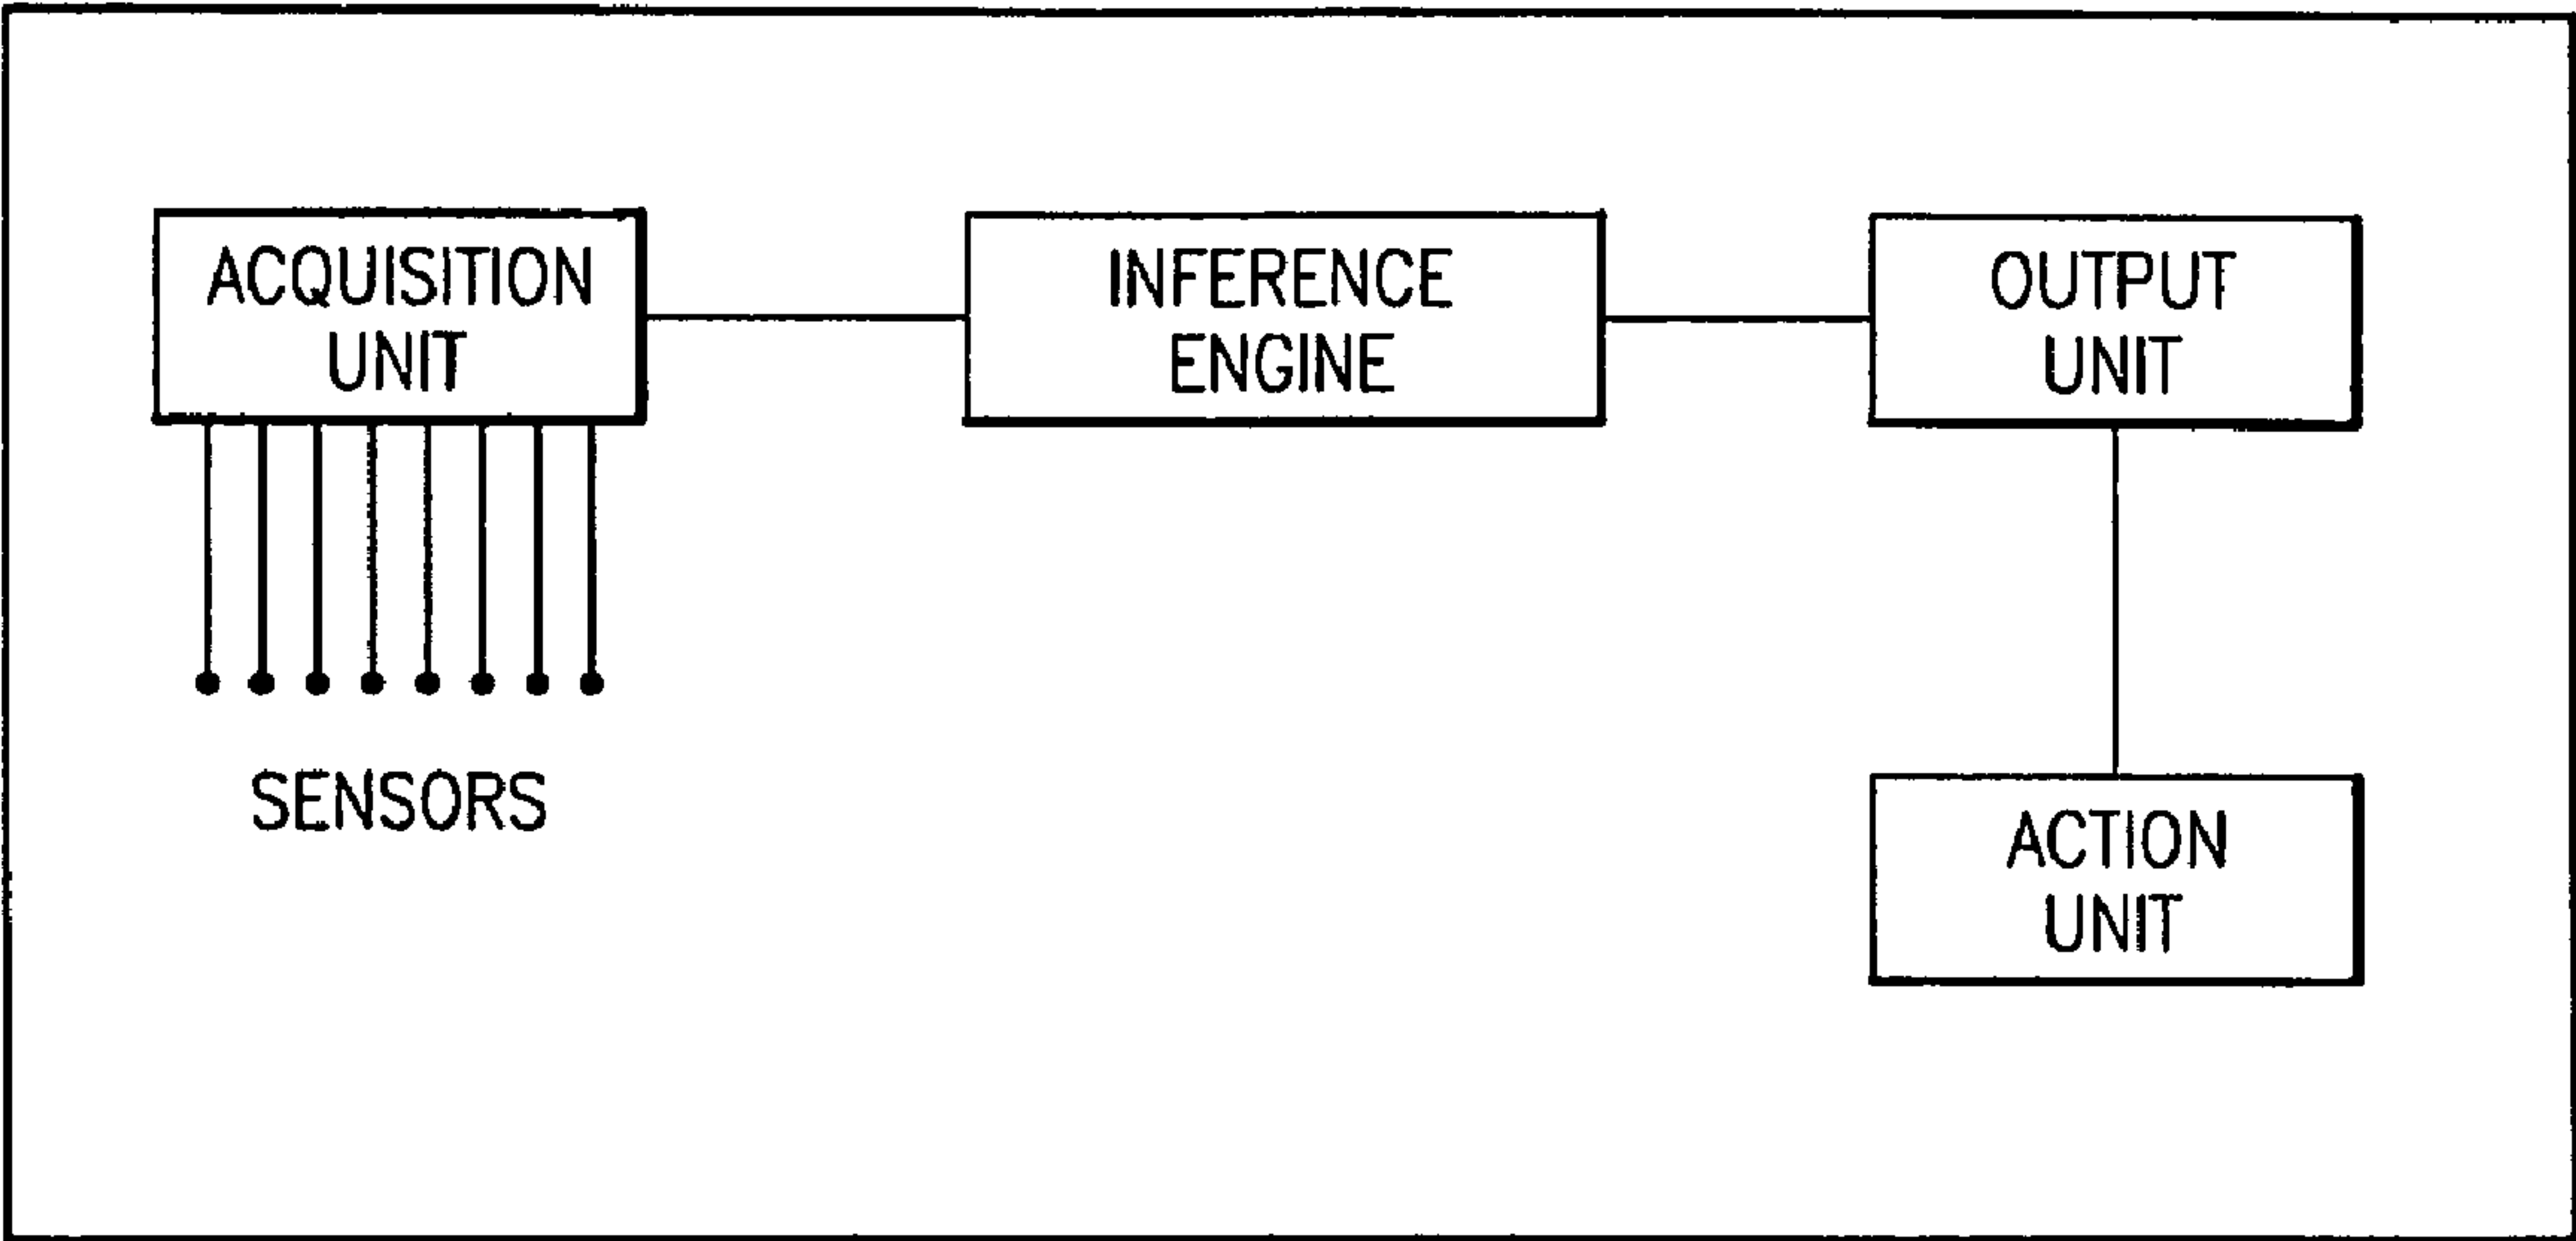 ACQUISITION
UNIT
INFERENCE
ENGINE
OUTPUT
UNIT
SENSORS
ACTION
UNIT